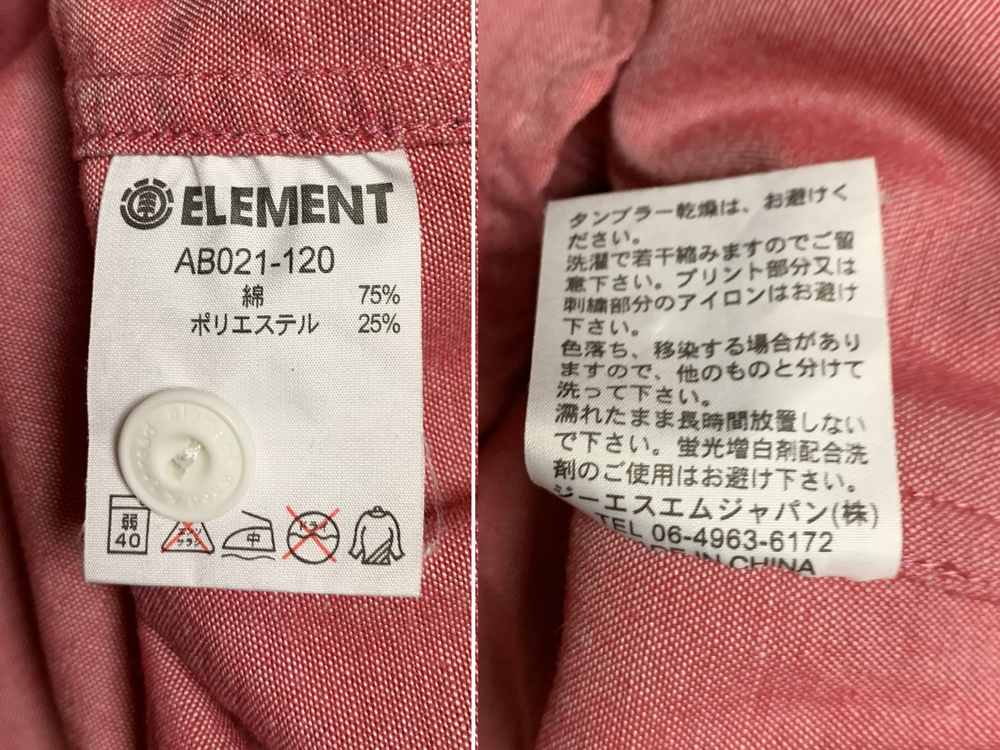 ELEMENT
AB021-120
綿 75%
ポリエステル 25%
弱
40
中
タンブラー乾燥は、お避けく
ださい。
洗濯で若干縮みますのでご留
意下さい。プリント部分又は
刺繍部分のアイロンはお避け
下さい。
色落ち、移染する場合があり
ますので、他のものと分けて
洗って下さい。
濡れたまま長時間放置しない
で下さい。蛍光増白剤配合洗
剤のご使用はお避け下さい。
ジーエスエムジャパン(株)
TEL 06-4963-6172
MADE IN CHINA